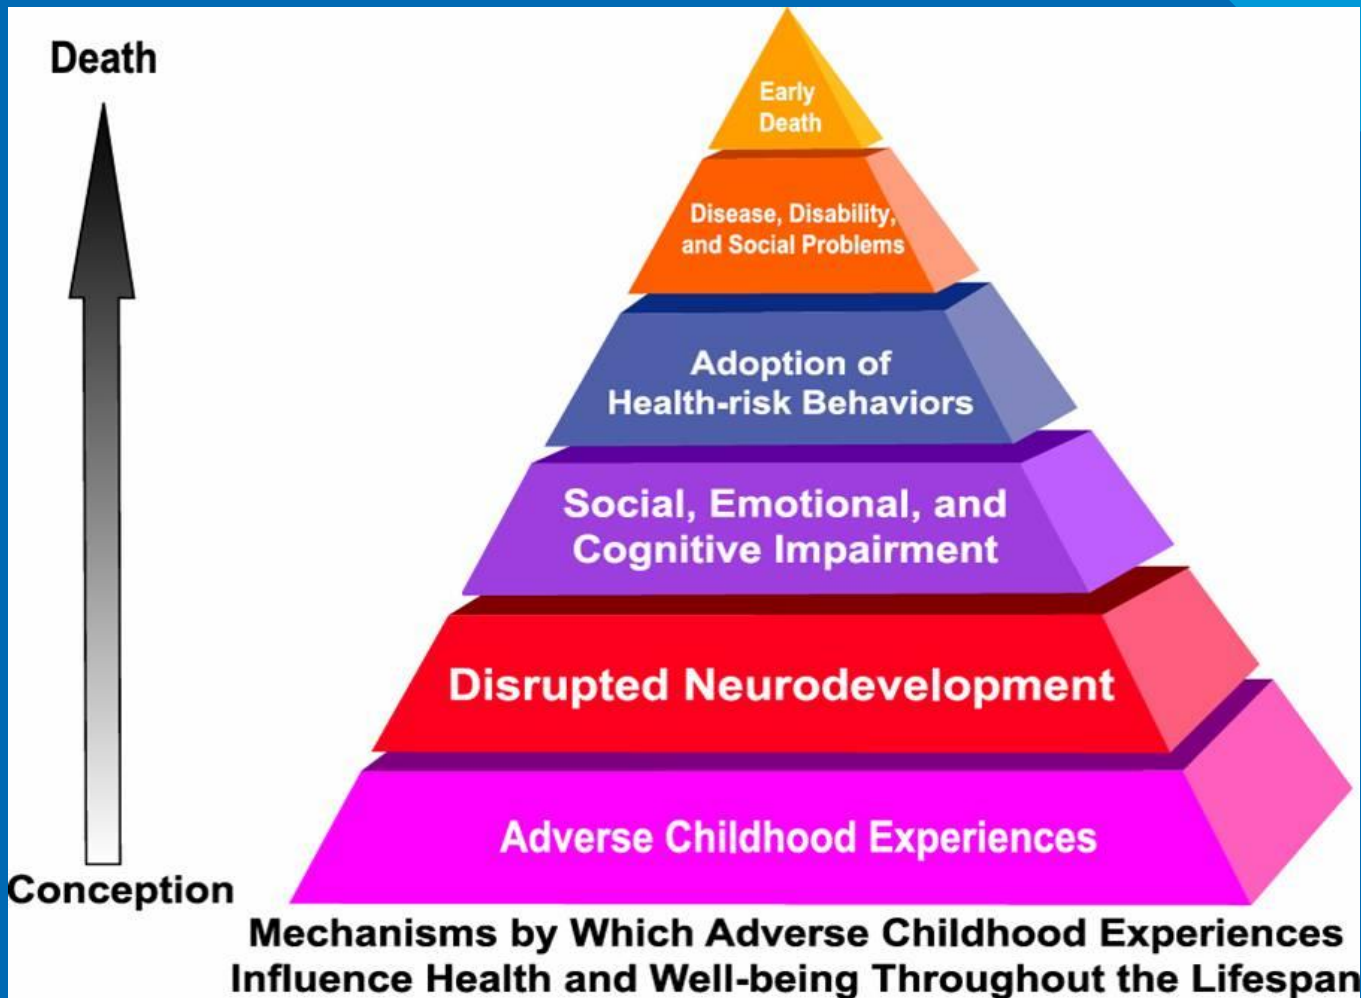 Death
Early
Death
Disease, Disability,
and Social Problems
Adoption of
Health-risk Behaviors
Social, Emotional, and
Cognitive Impairment
Disrupted Neurodevelopment
Adverse Childhood Experiences
Conception
Mechanisms by Which Adverse Childhood Experiences
Influence Health and Well-being Throughout the Lifespan